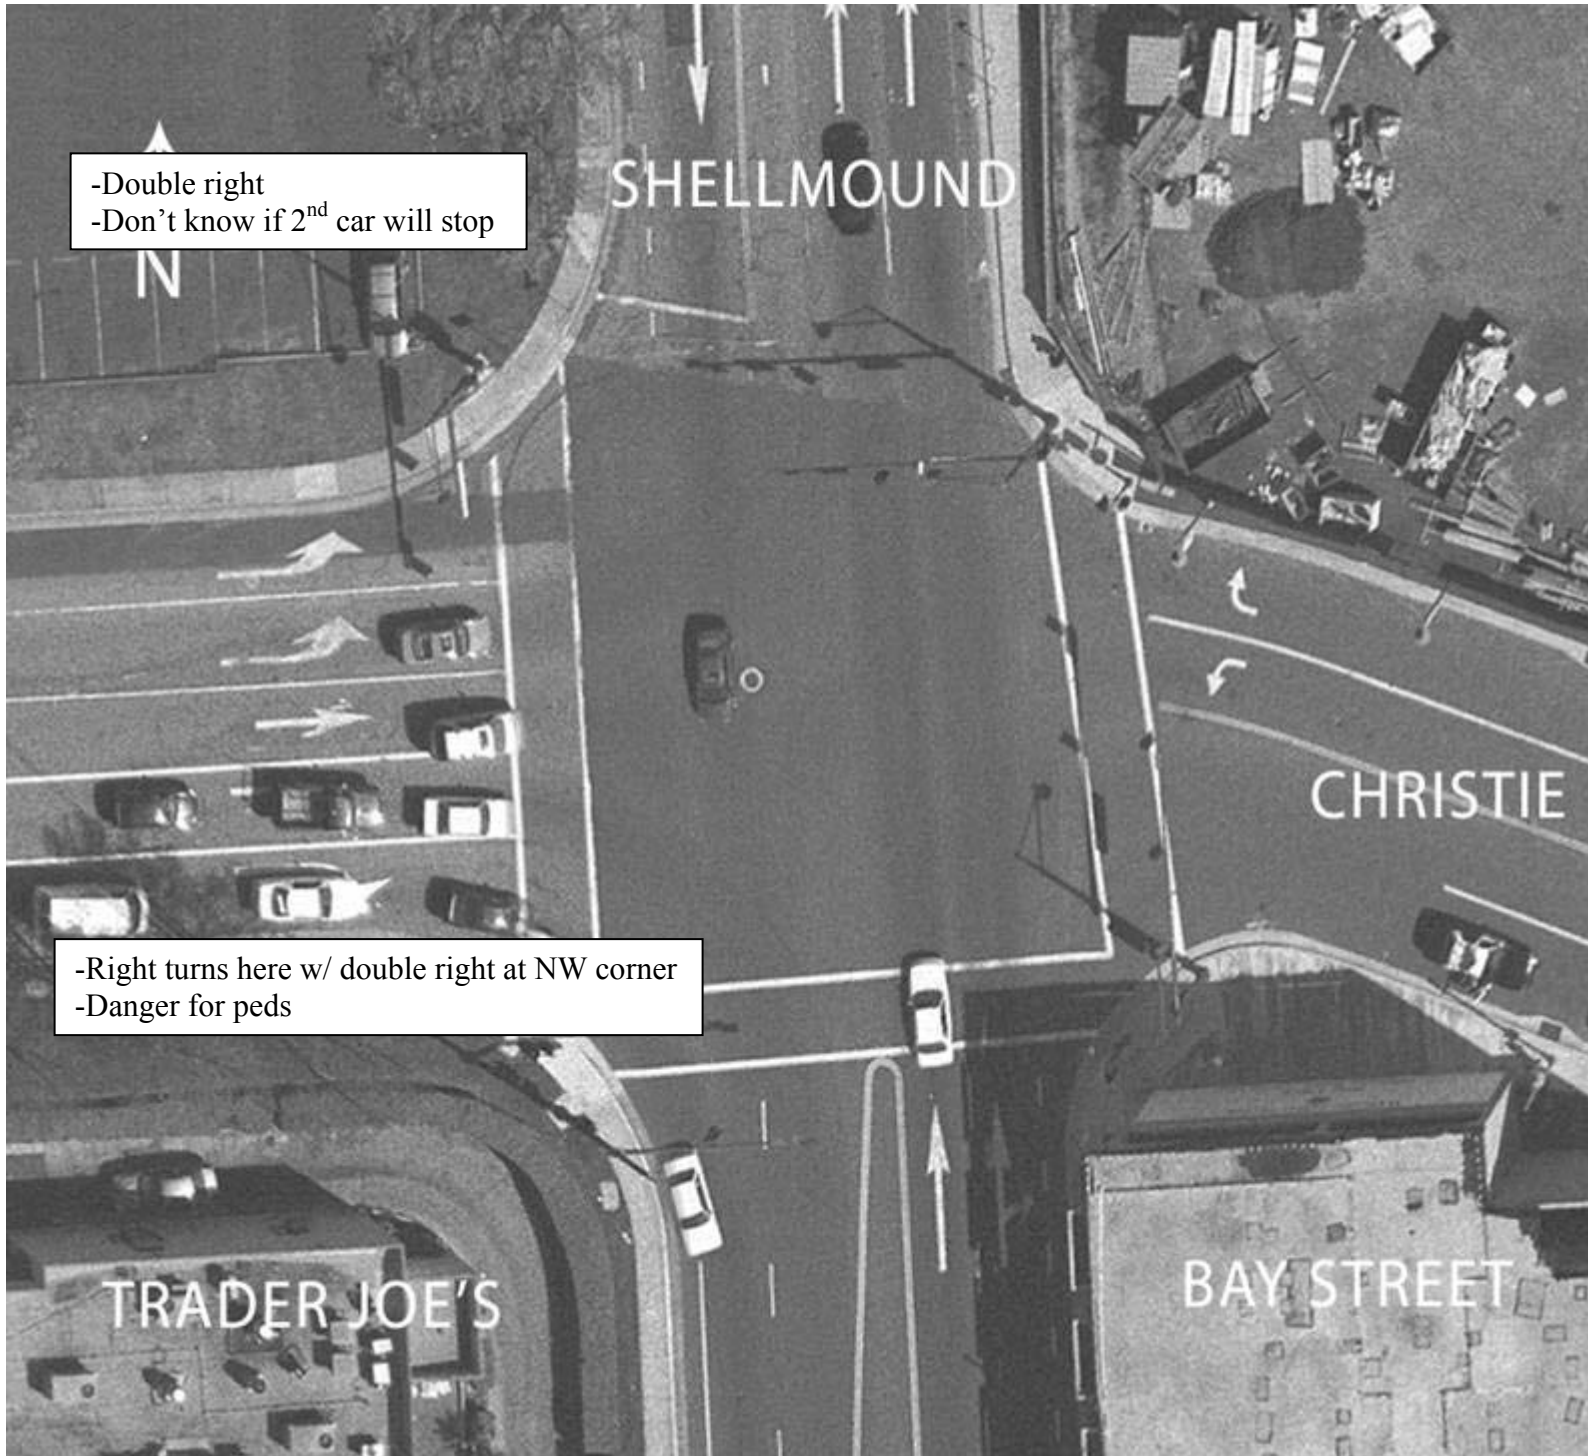 -Double right
-Don’t know if 2nd car will stop
SHELLMOUND
N
CHRISTIE
-Right turns here w/ double right at NW corner
-Danger for peds
TRADER JOE'S
BAY STREET